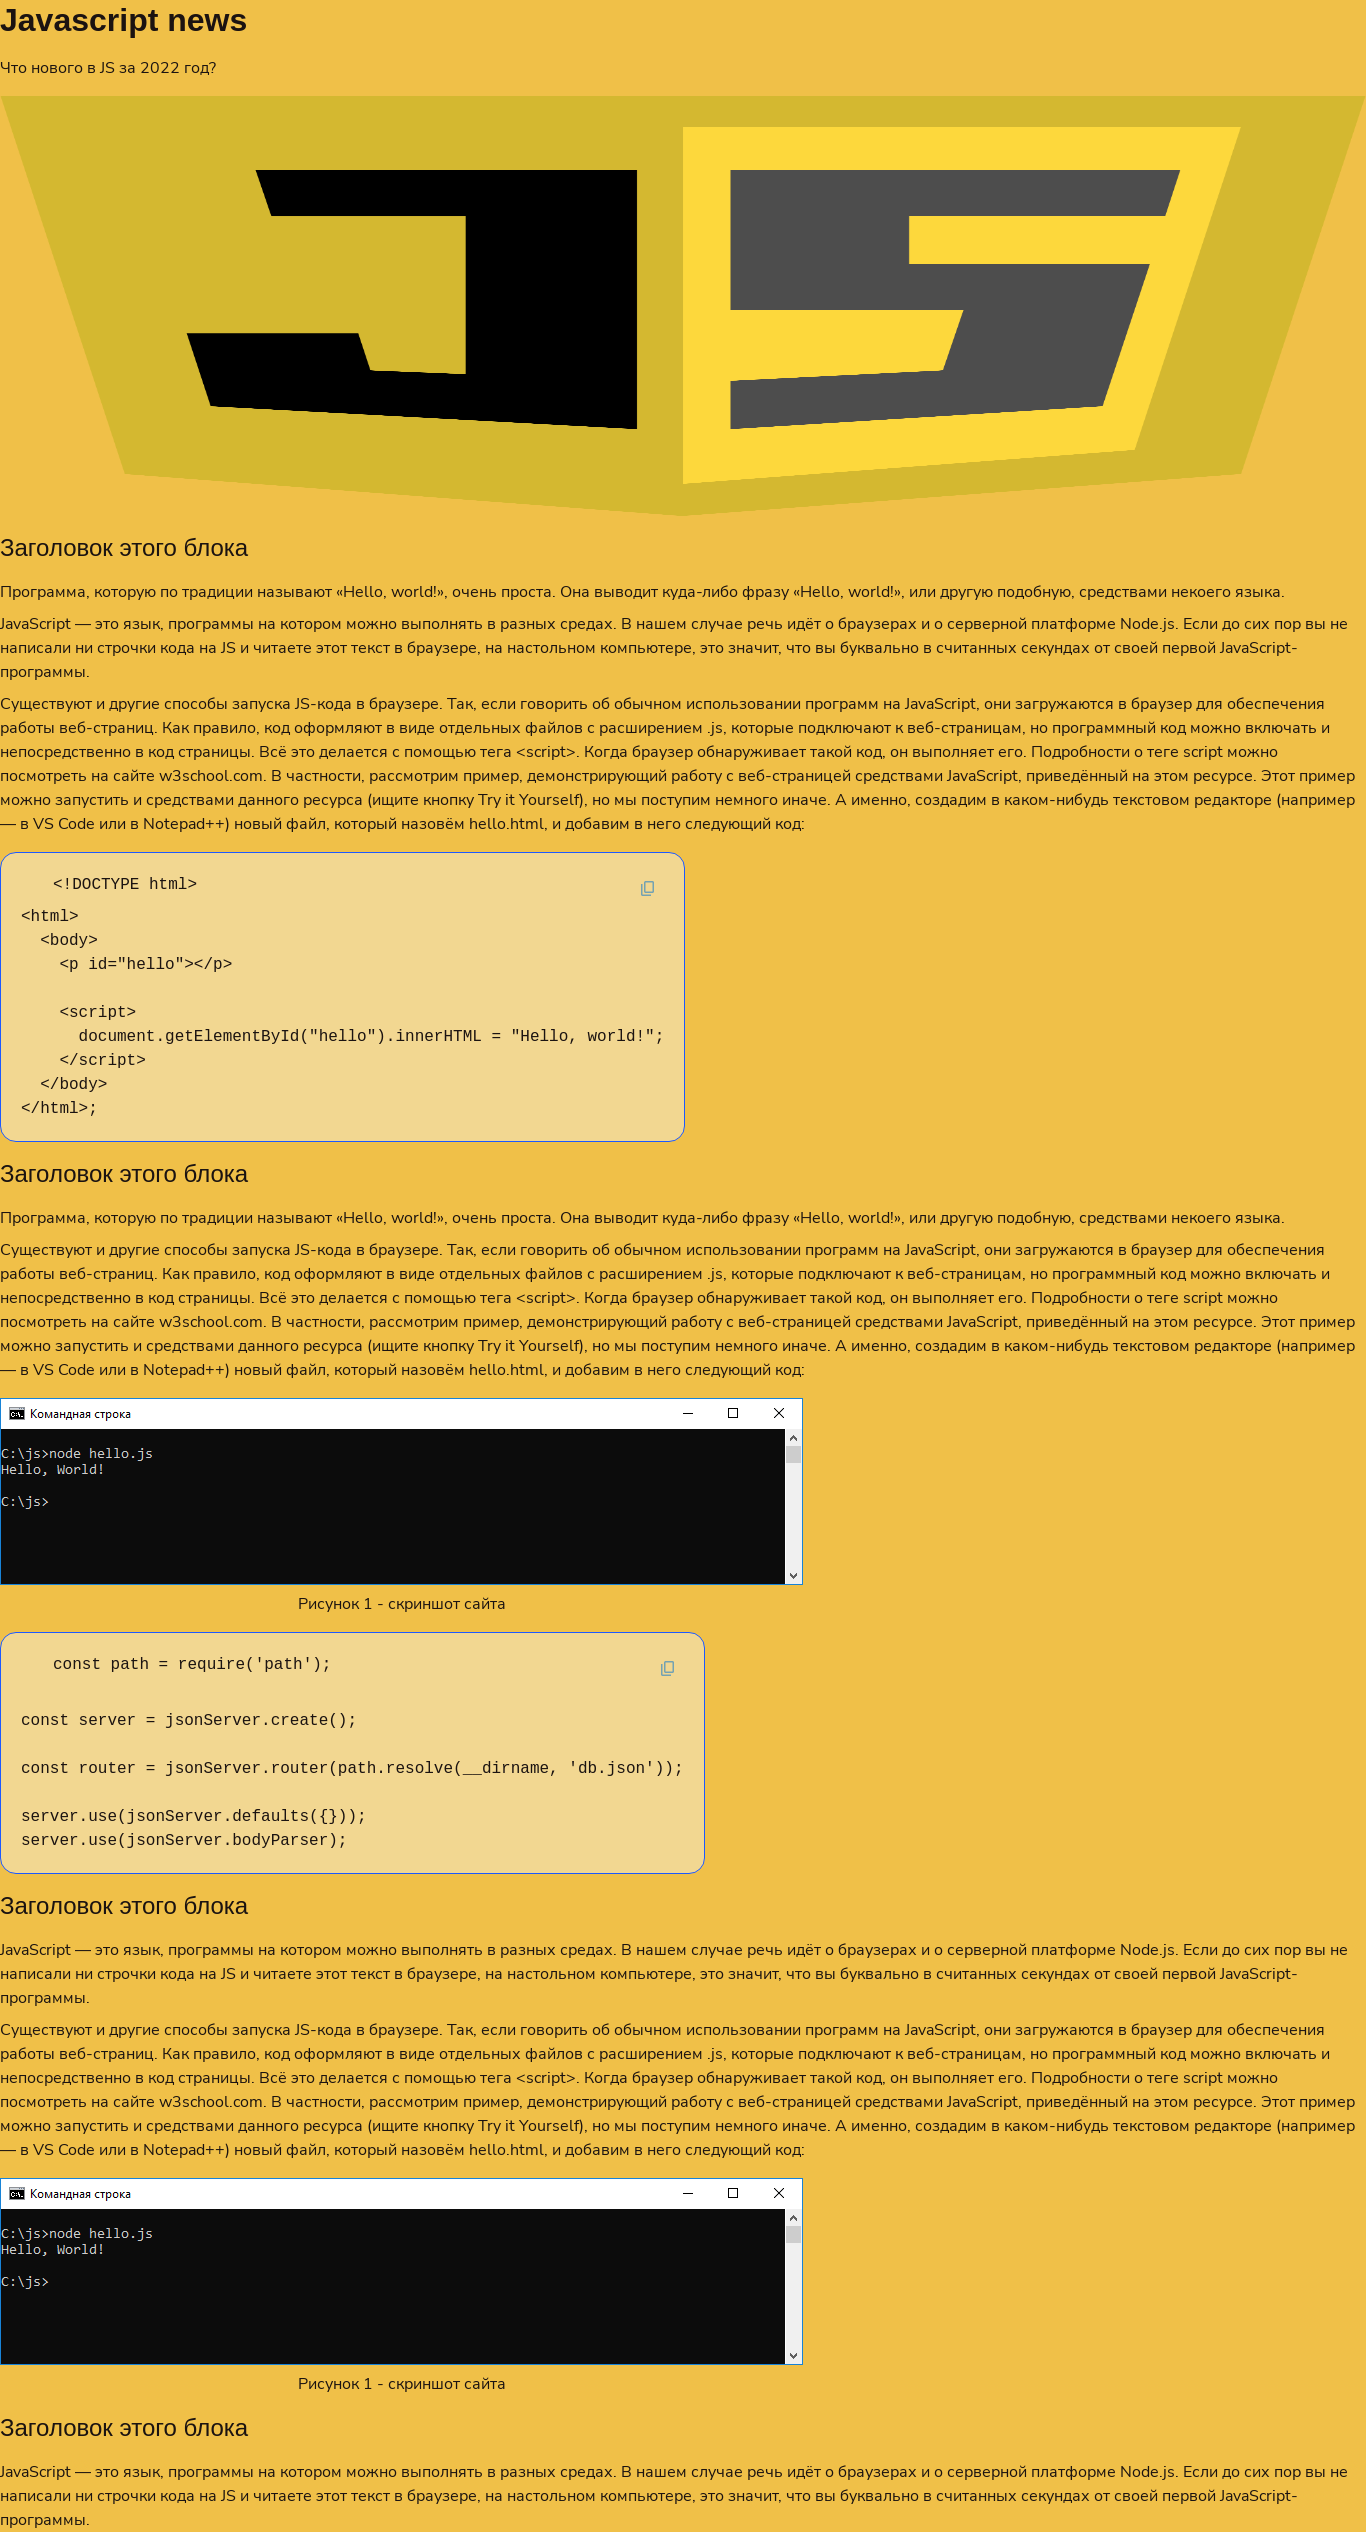 Javascript news
Что нового в JS за 2022 год?
JS
Заголовок этого блока
Программа, которую по традиции называют «Hello, world!», очень проста. Она выводит куда-либо фразу «Hello, world!», или другую подобную, средствами некоего языка.
JavaScript — это язык, программы на котором можно выполнять в разных средах. В нашем случае речь идёт о браузерах и о серверной платформе Node.js. Если до сих пор вы не
написали ни строчки кода на JS и читаете этот текст в браузере, на настольном компьютере, это значит, что вы буквально в считанных секундах от своей первой JavaScript-
программы.
Существуют и другие способы запуска JS-кода в браузере. Так, если говорить об обычном использовании программ на JavaScript, они загружаются в браузер для обеспечения
работы веб-страниц. Как правило, код оформляют в виде отдельных файлов с расширением .js, которые подключают к веб-страницам, но программный код можно включать и
непосредственно в код страницы. Всё это делается с помощью тега <script>. Когда браузер обнаруживает такой код, он выполняет его. Подробности о теге script можно
посмотреть на сайте w3school.com. В частности, рассмотрим пример, демонстрирующий работу с веб-страницей средствами JavaScript, приведённый на этом ресурсе. Этот пример
можно запустить и средствами данного ресурса (ищите кнопку Try it Yourself), но мы поступим немного иначе. А именно, создадим в каком-нибудь текстовом редакторе (например
— в VS Code или в Notepad++) новый файл, который назовём hello.html, и добавим в него следующий код:
<!DOCTYPE html>
<html>
<body>
<p id="hello"></p>
<script>
document.getElementById("hello").innerHTML = "Hello, world!";
</script>
</body>
</html>;
Заголовок этого блока
Программа, которую по традиции называют «Hello, world!», очень проста. Она выводит куда-либо фразу «Hello, world!», или другую подобную, средствами некоего языка.
Существуют и другие способы запуска JS-кода в браузере. Так, если говорить об обычном использовании программ на JavaScript, они загружаются в браузер для обеспечения
работы веб-страниц. Как правило, код оформляют в виде отдельных файлов с расширением .js, которые подключают к веб-страницам, но программный код можно включать и
непосредственно в код страницы. Всё это делается с помощью тега <script>. Когда браузер обнаруживает такой код, он выполняет его. Подробности о теге script можно
посмотреть на сайте w3school.com. В частности, рассмотрим пример, демонстрирующий работу с веб-страницей средствами JavaScript, приведённый на этом ресурсе. Этот пример
можно запустить и средствами данного ресурса (ищите кнопку Try it Yourself), но мы поступим немного иначе. А именно, создадим в каком-нибудь текстовом редакторе (например
— в VS Code или в Notepad++) новый файл, который назовём hello.html, и добавим в него следующий код:
Командная строка
C:\js>node hello.js
Hello, World!
C:\js>
Рисунок 1 - скриншот сайта
const path = require('path');
const server = jsonServer.create();
const router = jsonServer.router(path.resolve(__dirname, 'db.json'));
server.use(jsonServer.defaults({}));
server.use(jsonServer.bodyParser);
Заголовок этого блока
JavaScript — это язык, программы на котором можно выполнять в разных средах. В нашем случае речь идёт о браузерах и о серверной платформе Node.js. Если до сих пор вы не
написали ни строчки кода на JS и читаете этот текст в браузере, на настольном компьютере, это значит, что вы буквально в считанных секундах от своей первой JavaScript-
программы.
Существуют и другие способы запуска JS-кода в браузере. Так, если говорить об обычном использовании программ на JavaScript, они загружаются в браузер для обеспечения
работы веб-страниц. Как правило, код оформляют в виде отдельных файлов с расширением .js, которые подключают к веб-страницам, но программный код можно включать и
непосредственно в код страницы. Всё это делается с помощью тега <script>. Когда браузер обнаруживает такой код, он выполняет его. Подробности о теге script можно
посмотреть на сайте w3school.com. В частности, рассмотрим пример, демонстрирующий работу с веб-страницей средствами JavaScript, приведённый на этом ресурсе. Этот пример
можно запустить и средствами данного ресурса (ищите кнопку Try it Yourself), но мы поступим немного иначе. А именно, создадим в каком-нибудь текстовом редакторе (например
— в VS Code или в Notepad++) новый файл, который назовём hello.html, и добавим в него следующий код:
Командная строка
C:\js>node hello.js
Hello, World!
C:\js>
Рисунок 1 - скриншот сайта
Заголовок этого блока
JavaScript — это язык, программы на котором можно выполнять в разных средах. В нашем случае речь идёт о браузерах и о серверной платформе Node.js. Если до сих пор вы не
написали ни строчки кода на JS и читаете этот текст в браузере, на настольном компьютере, это значит, что вы буквально в считанных секундах от своей первой JavaScript-
программы.